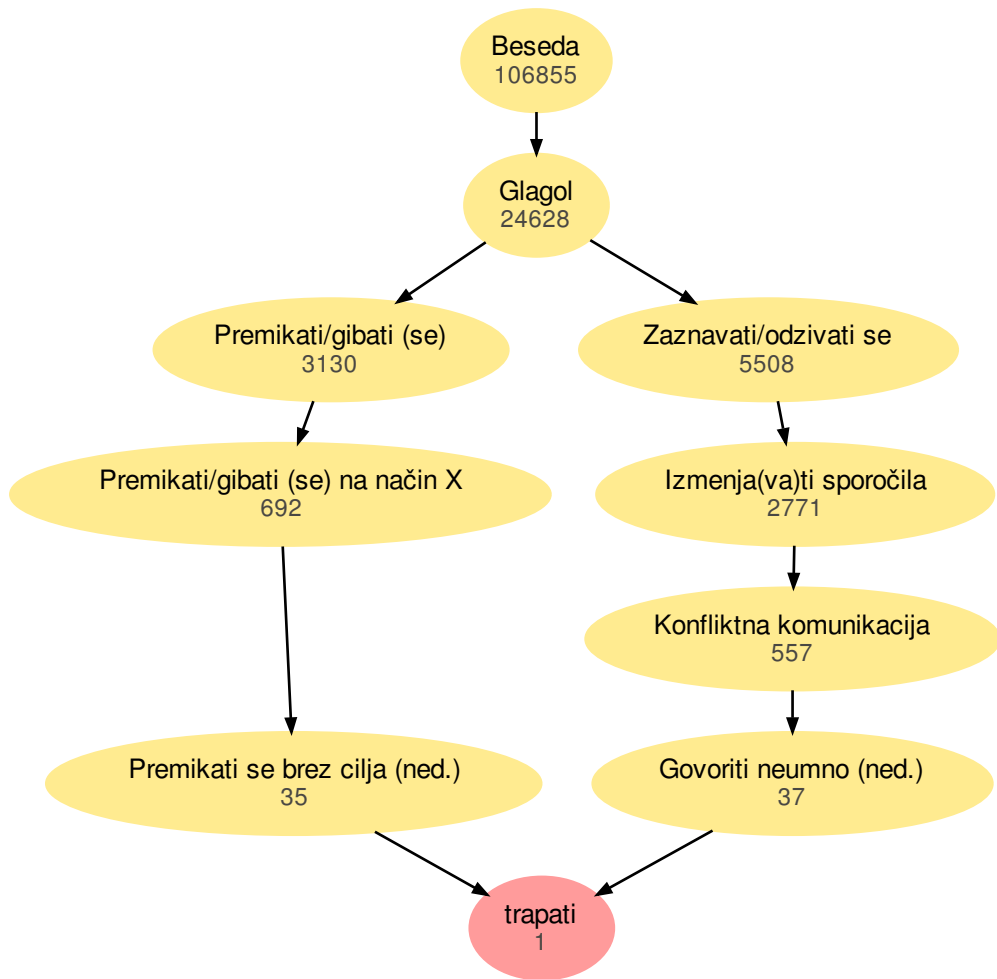 Beseda
106855
Glagol
24628
Premikati/gibati (se)
3130
Zaznavati/odzivati se
5508
Premikati/gibati (se) na način X
692
Izmenja(va)ti sporočila
2771
Konfliktna komunikacija
557
Premikati se brez cilja (ned.)
35
Govoriti neumno (ned.)
37
trapati
1